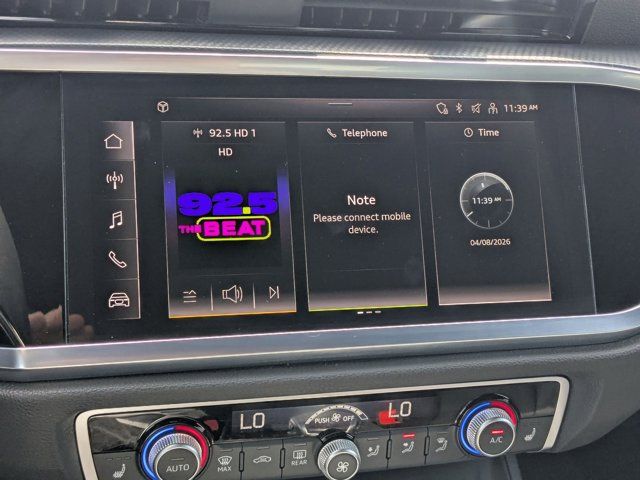 11:39 AM
92.5 HD 1
HD
92.5
THE BEAT
Telephone
Note
Please connect mobile
device.
Time
11:39 AM
04/08/2026
LO
PUSH OFF
LO
AUTO
MAX
REAR
A/C